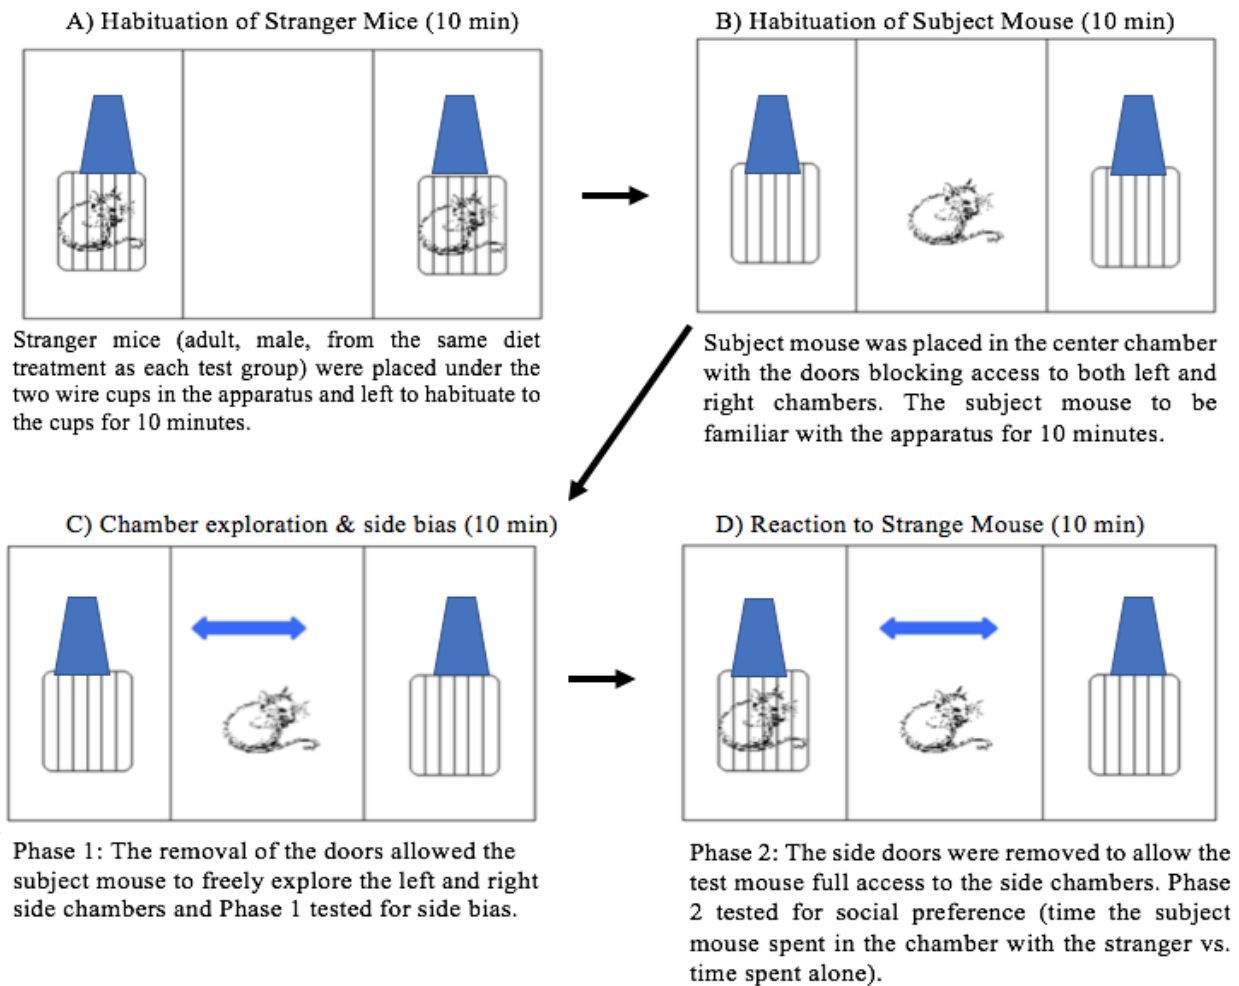 A) Habituation of Stranger Mice (10 min)
Stranger mice (adult, male, from the same diet
treatment as each test group) were placed under the
two wire cups in the apparatus and left to habituate to
the cups for 10 minutes.
B) Habituation of Subject Mouse (10 min)
Subject mouse was placed in the center chamber
with the doors blocking access to both left and
right chambers. The subject mouse to be
familiar with the apparatus for 10 minutes.
C) Chamber exploration & side bias (10 min)
Phase 1: The removal of the doors allowed the
subject mouse to freely explore the left and right
side chambers and Phase 1 tested for side bias.
D) Reaction to Strange Mouse (10 min)
Phase 2: The side doors were removed to allow the
test mouse full access to the side chambers. Phase
2 tested for social preference (time the subject
mouse spent in the chamber with the stranger vs.
time spent alone).